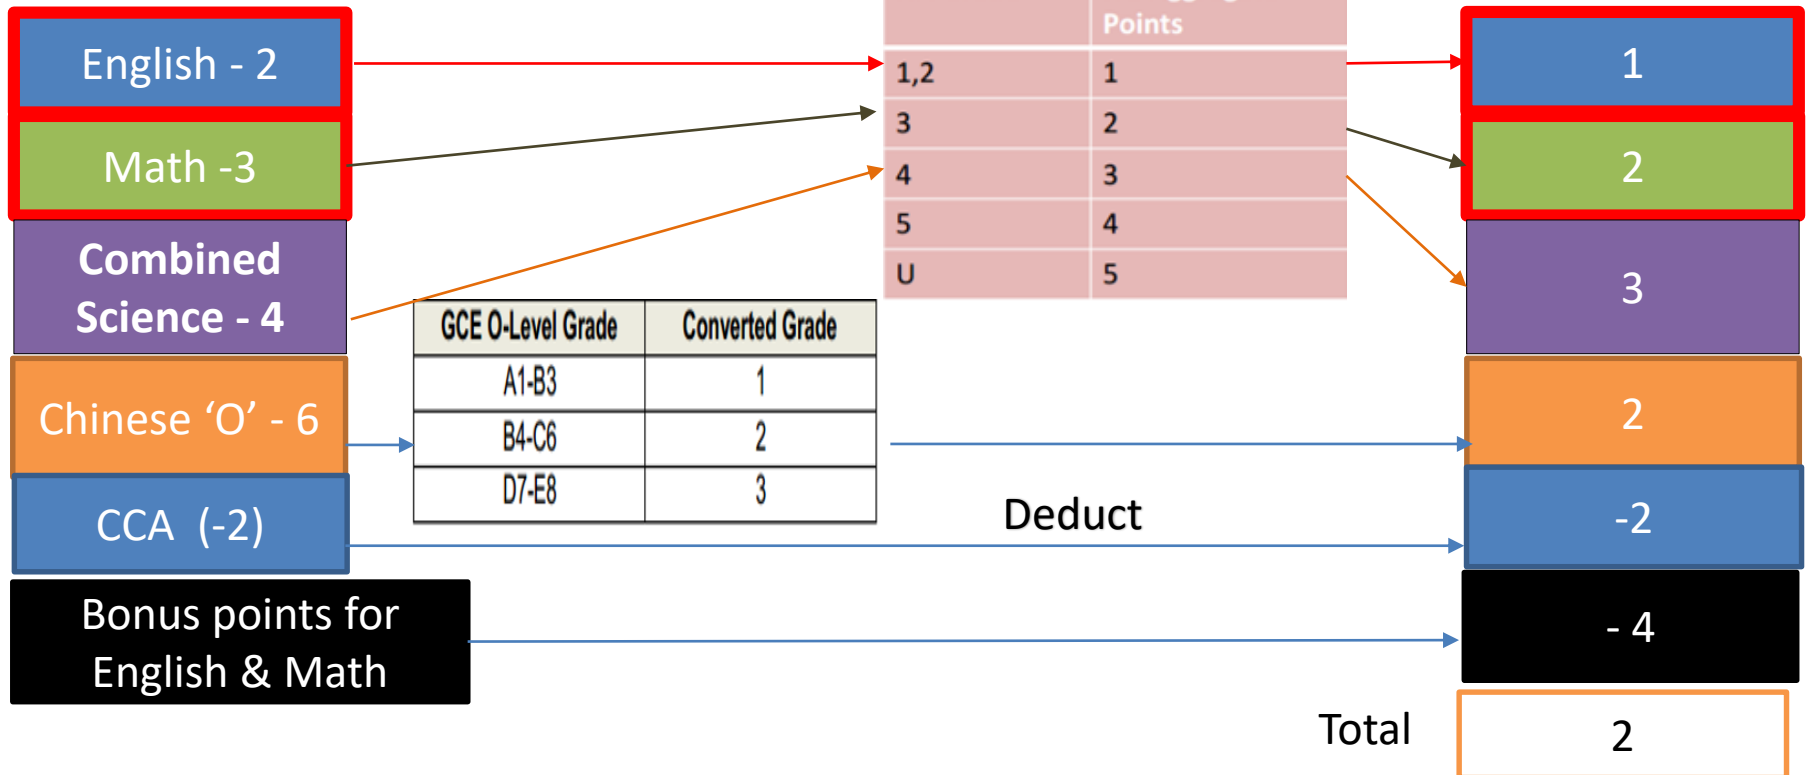 English - 2
Math -3
Combined
Science - 4
Chinese ‘O’ - 6
CCA (-2)
Bonus points for
English & Math
Points
1,2 1
3 2
4 3
5 4
U 5
GCE O-Level Grade Converted Grade
A1-B3 1
B4-C6 2
D7-E8 3
Deduct
1
2
3
2
-2
- 4
Total 2